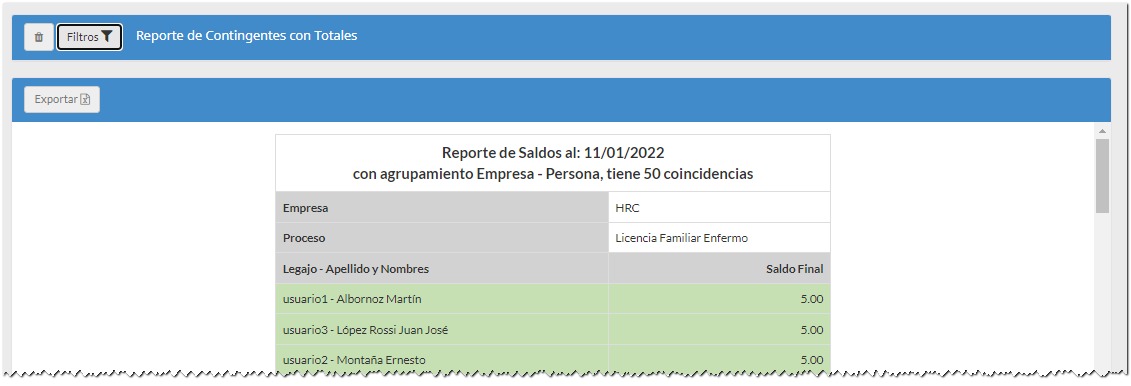 Filtros Reporte de Contingentes con Totales
Exportar
Reporte de Saldos al: 11/01/2022
con agrupamiento Empresa - Persona, tiene 50 coincidencias
Empresa HRC
Proceso Licencia Familiar Enfermo
Legajo - Apellido y Nombres Saldo Final
usuario1 - Albornoz Martín 5.00
usuario3 - López Rossi Juan José 5.00
usuario2 - Montaña Ernesto 5.00